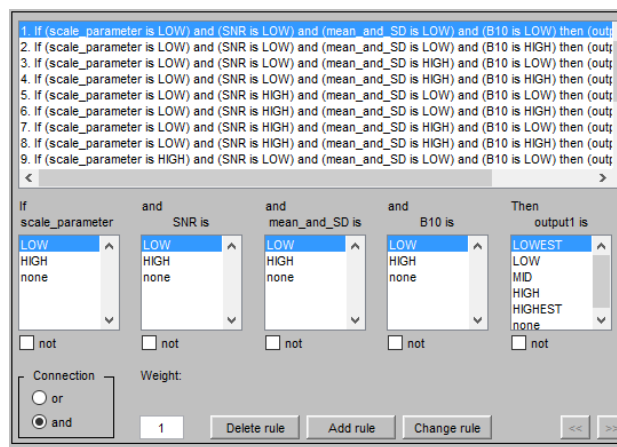 1. If (scale_parameter is LOW) and (SNR is LOW) and (mean_and_SD is LOW) and (B10 is LOW) then (outp
2. If (scale_parameter is LOW) and (SNR is LOW) and (mean_and_SD is LOW) and (B10 is HIGH) then (outp
3. If (scale_parameter is LOW) and (SNR is LOW) and (mean_and_SD is HIGH) and (B10 is LOW) then (outp
4. If (scale_parameter is LOW) and (SNR is LOW) and (mean_and_SD is HIGH) and (B10 is HIGH) then (out
5. If (scale_parameter is LOW) and (SNR is HIGH) and (mean_and_SD is LOW) and (B10 is LOW) then (outp
6. If (scale_parameter is LOW) and (SNR is HIGH) and (mean_and_SD is LOW) and (B10 is HIGH) then (out
7. If (scale_parameter is LOW) and (SNR is HIGH) and (mean_and_SD is HIGH) and (B10 is LOW) then (out
8. If (scale_parameter is LOW) and (SNR is HIGH) and (mean_and_SD is HIGH) and (B10 is HIGH) then (out
9. If (scale_parameter is HIGH) and (SNR is LOW) and (mean_and_SD is LOW) and (B10 is LOW) then (outp
If and and and Then
scale_parameter SNR is mean_and_SD is B10 is output1 is
LOW LOW LOW LOW LOWEST
HIGH HIGH HIGH HIGH LOW
none none none none MID
HIGH
HIGHEST
none
not not not not not
Connection Weight:
or
and 1 Delete rule Add rule Change rule << >>